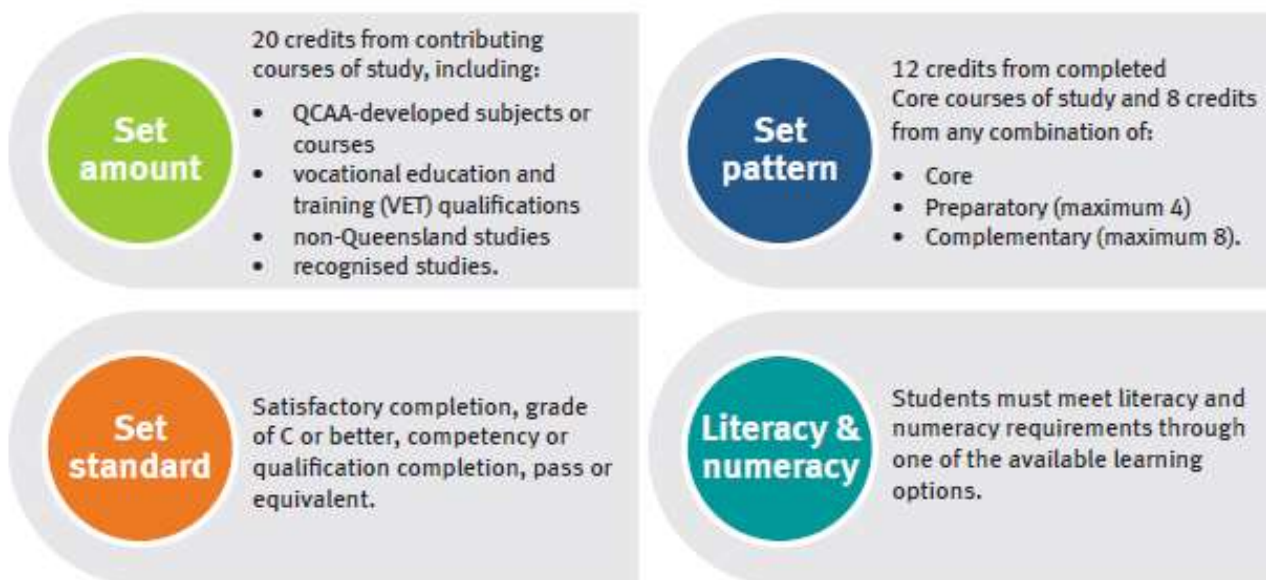 Set
amount
20 credits from contributing
courses of study, including:
• QCAA-developed subjects or
courses
• vocational education and
training (VET) qualifications
• non-Queensland studies
• recognised studies.
Set
pattern
12 credits from completed
Core courses of study and 8 credits
from any combination of:
• Core
• Preparatory (maximum 4)
• Complementary (maximum 8).
Set
standard
Satisfactory completion, grade
of C or better, competency or
qualification completion, pass or
equivalent.
Literacy &
numeracy
Students must meet literacy and
numeracy requirements through
one of the available learning
options.